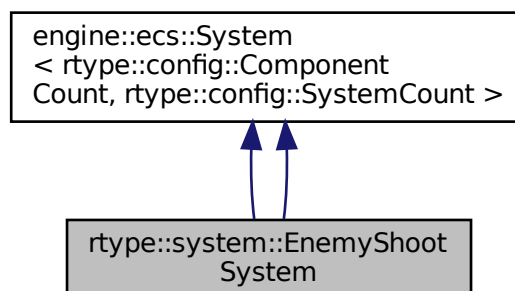 engine::ecs::System
< rtype::config::Component
Count, rtype::config::SystemCount >
rtype::system::EnemyShoot
System